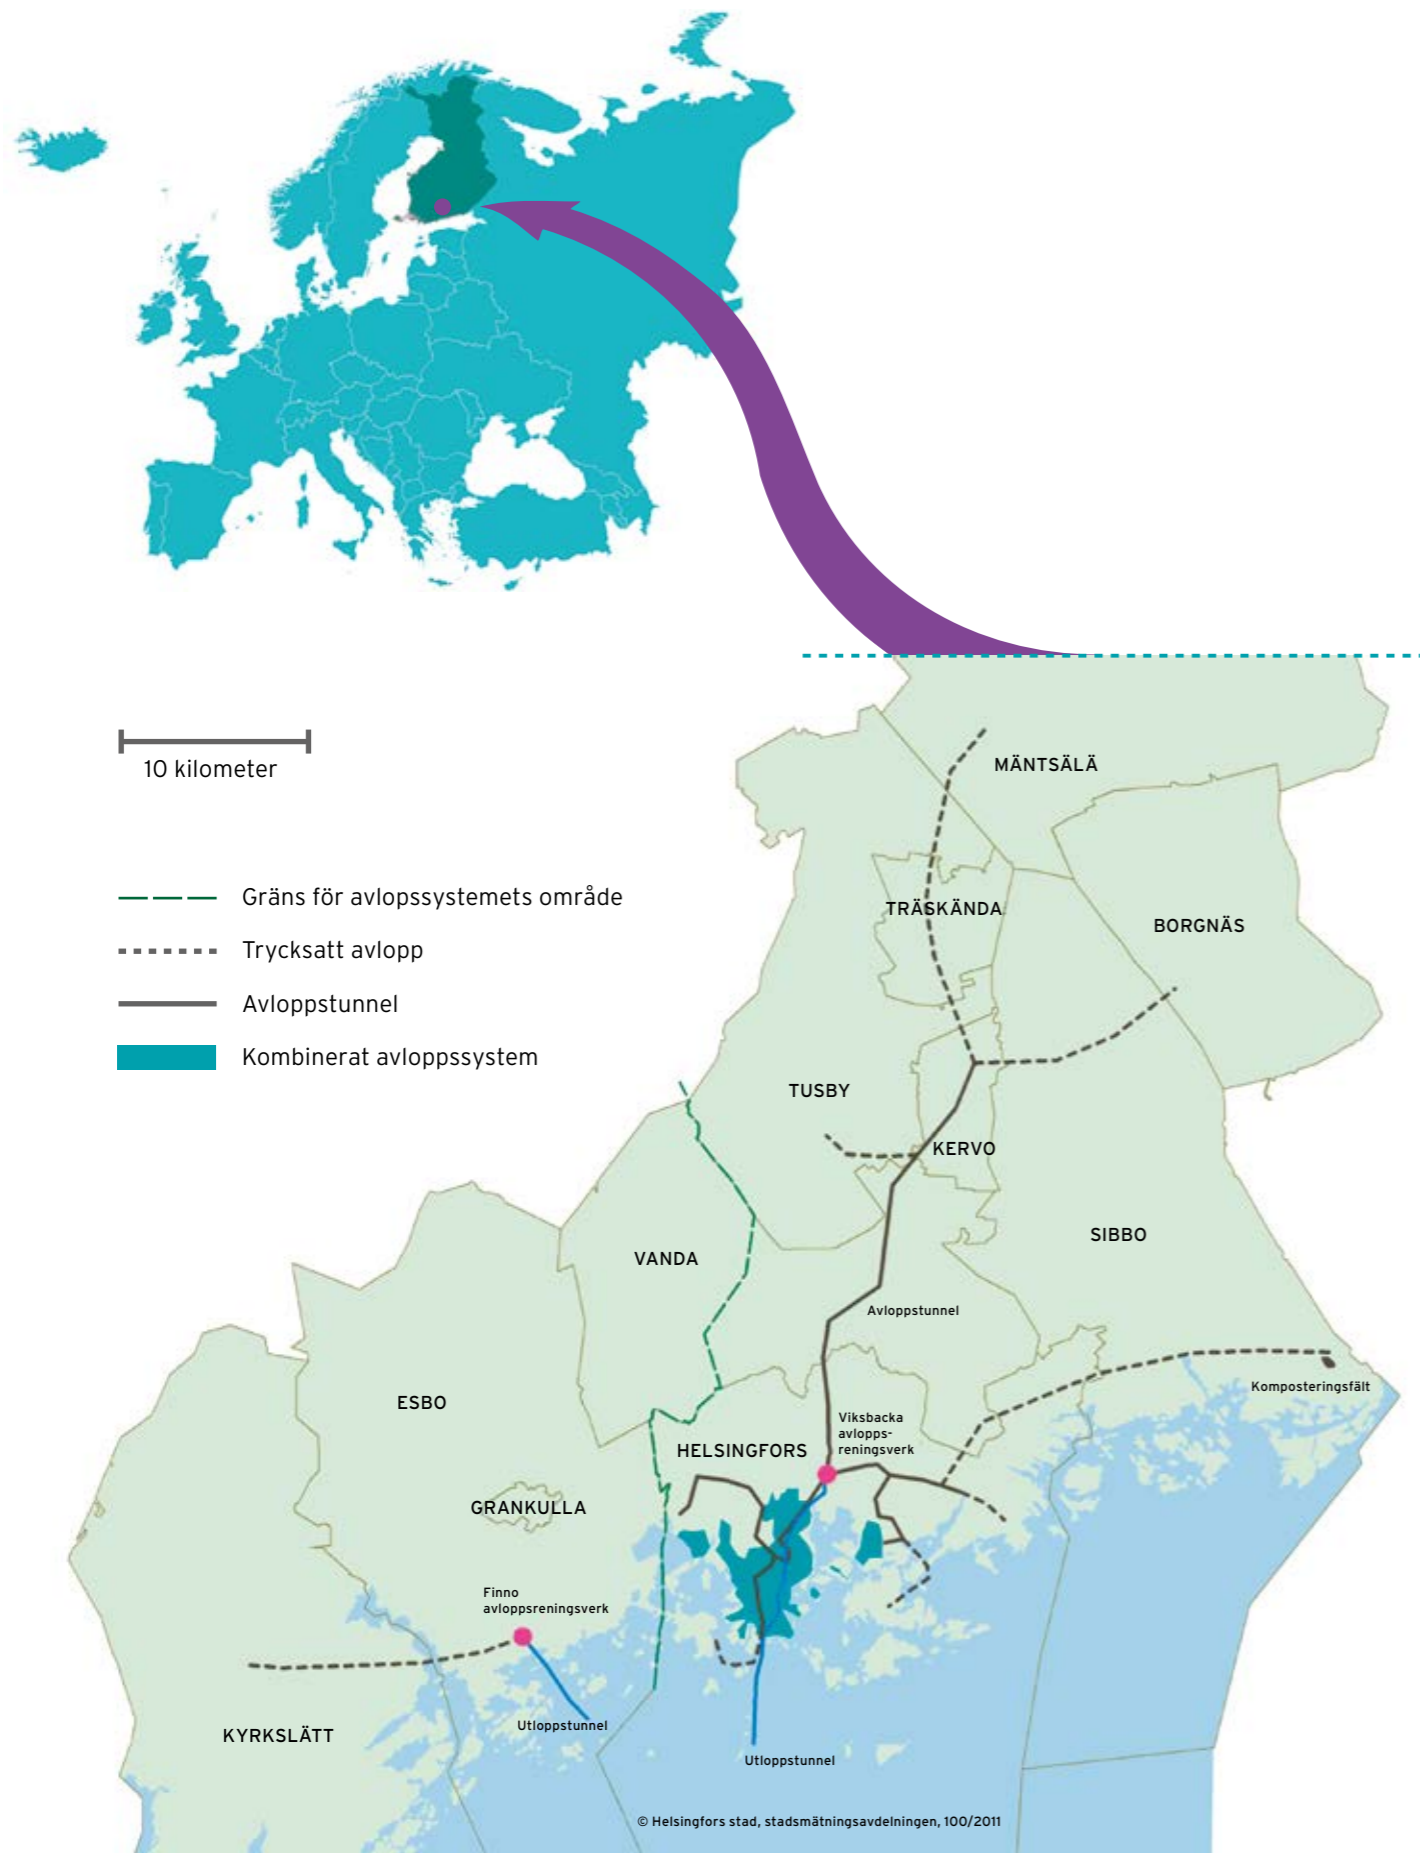 10 kilometer
Gräns för avlopssystemets område
Trycksatt avlopp
Avloppstunnel
Kombinerat avloppssystem
MÄNTSÄLÄ
TRÄSKÄNDA
BORGNÄS
TUSBY
KERVO
SIBBO
VANDA
Avloppstunnel
Komposteringsfält
ESBO
Viksbacka
avlopps-
reningsverk
HELSINGFORS
GRANKULLA
Finno
avloppsreningsverk
Utloppstunnel
KYRKSLÄTT
Utloppstunnel
© Helsingfors stad, stadsmätningsavdelningen, 100/2011